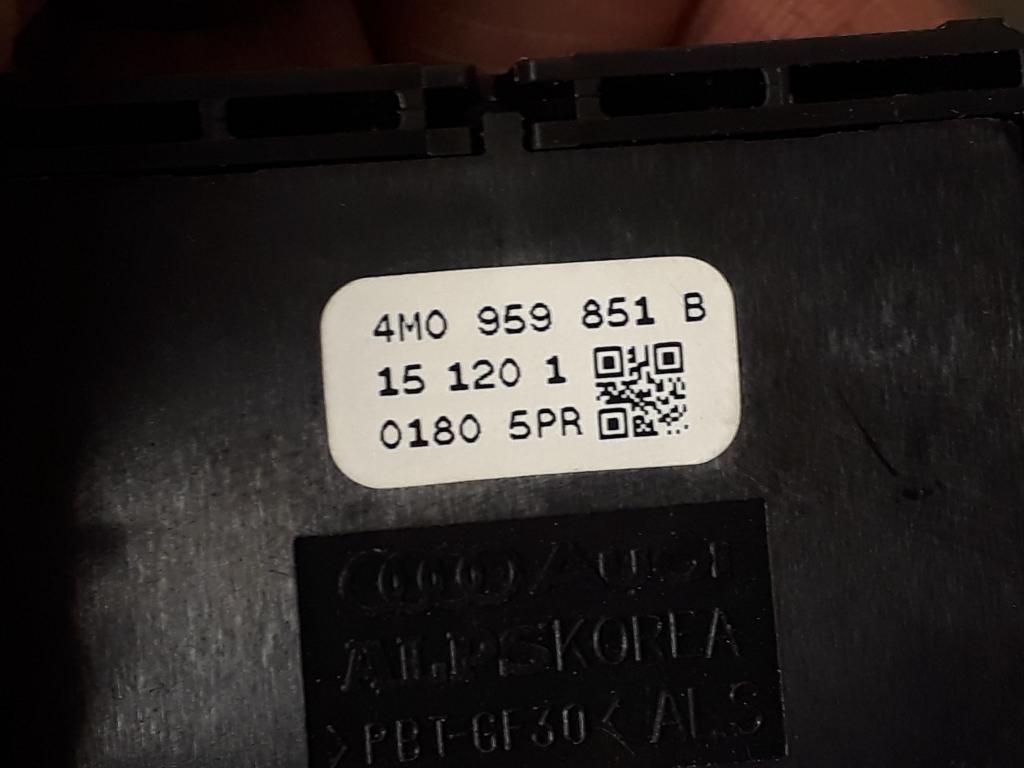 4M0 959 851 B
15 120 1
0180 5PR
Audi
ALPSKOREA
>PBT-GF30< ALS